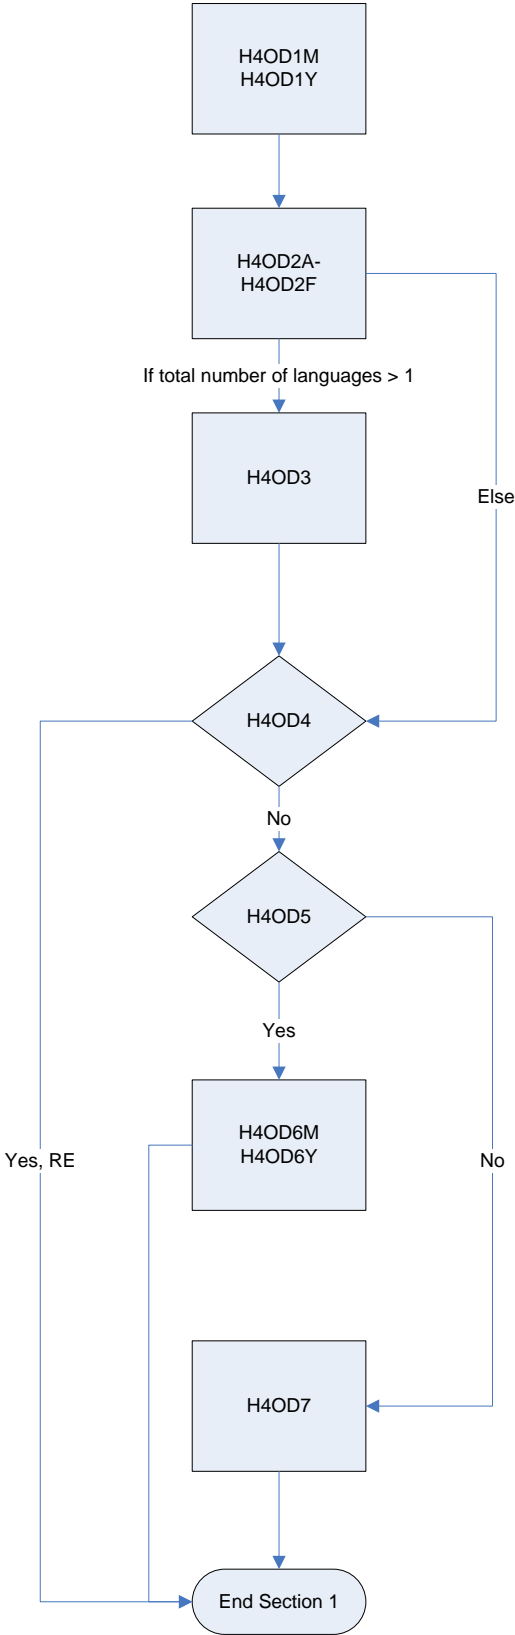 H4OD1M
H4OD1Y
H4OD2A-
H4OD2F
If total number of languages > 1
H4OD3
Else
H4OD4
No
H4OD5
Yes
H4OD6M
H4OD6Y
Yes, RE
No
H4OD7
End Section 1